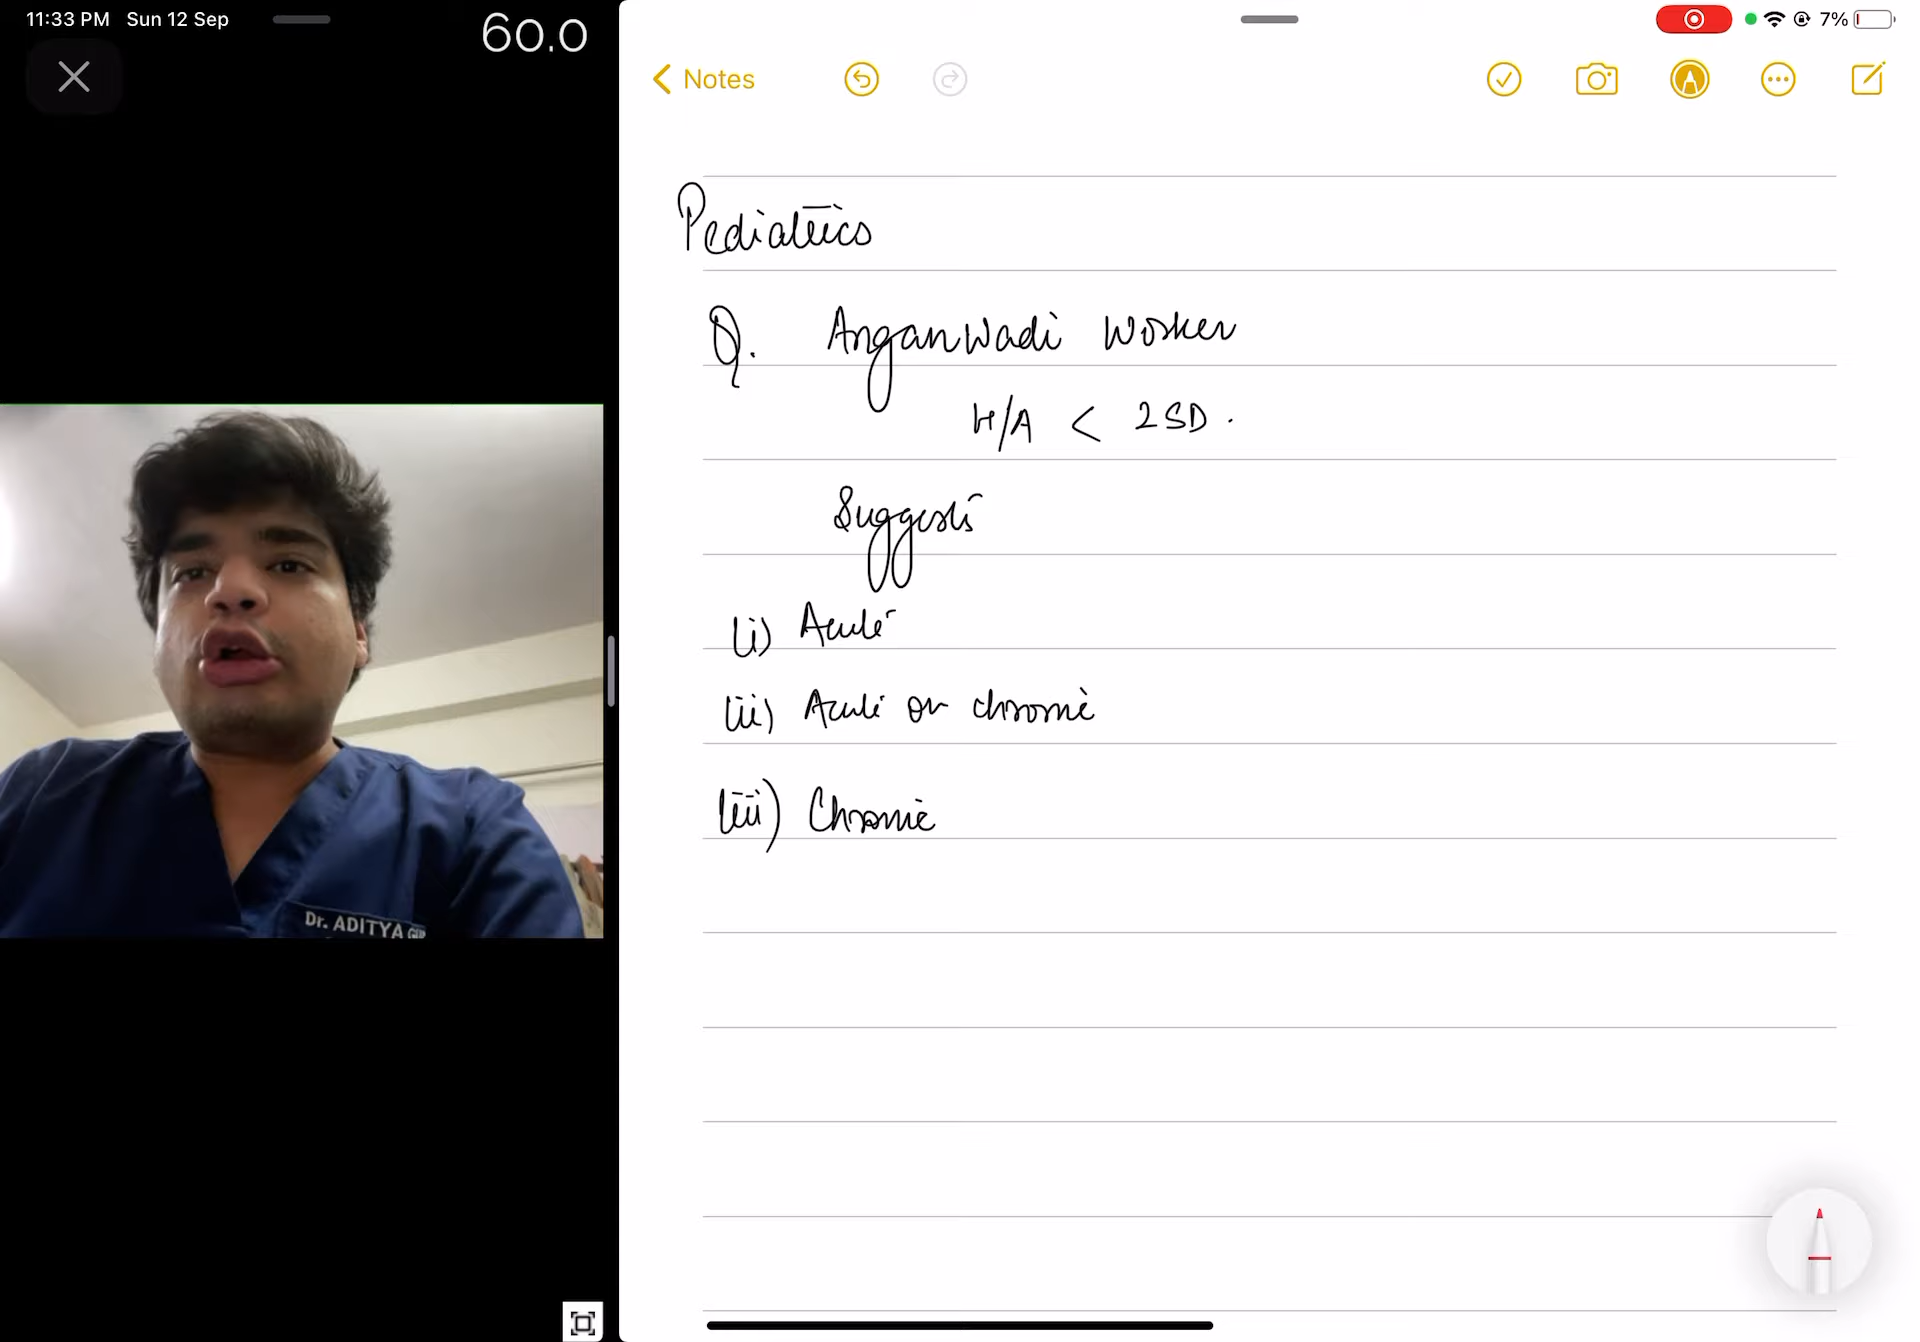 11:33 PM Sun 12 Sep
60.0
7%
Notes
Pediatrics
Q. Anganwadi Worker
H/A < 2SD.
Suggests
(i) Acute
(ii) Acute on chronic
(iii) Chronic
Dr. ADITYA